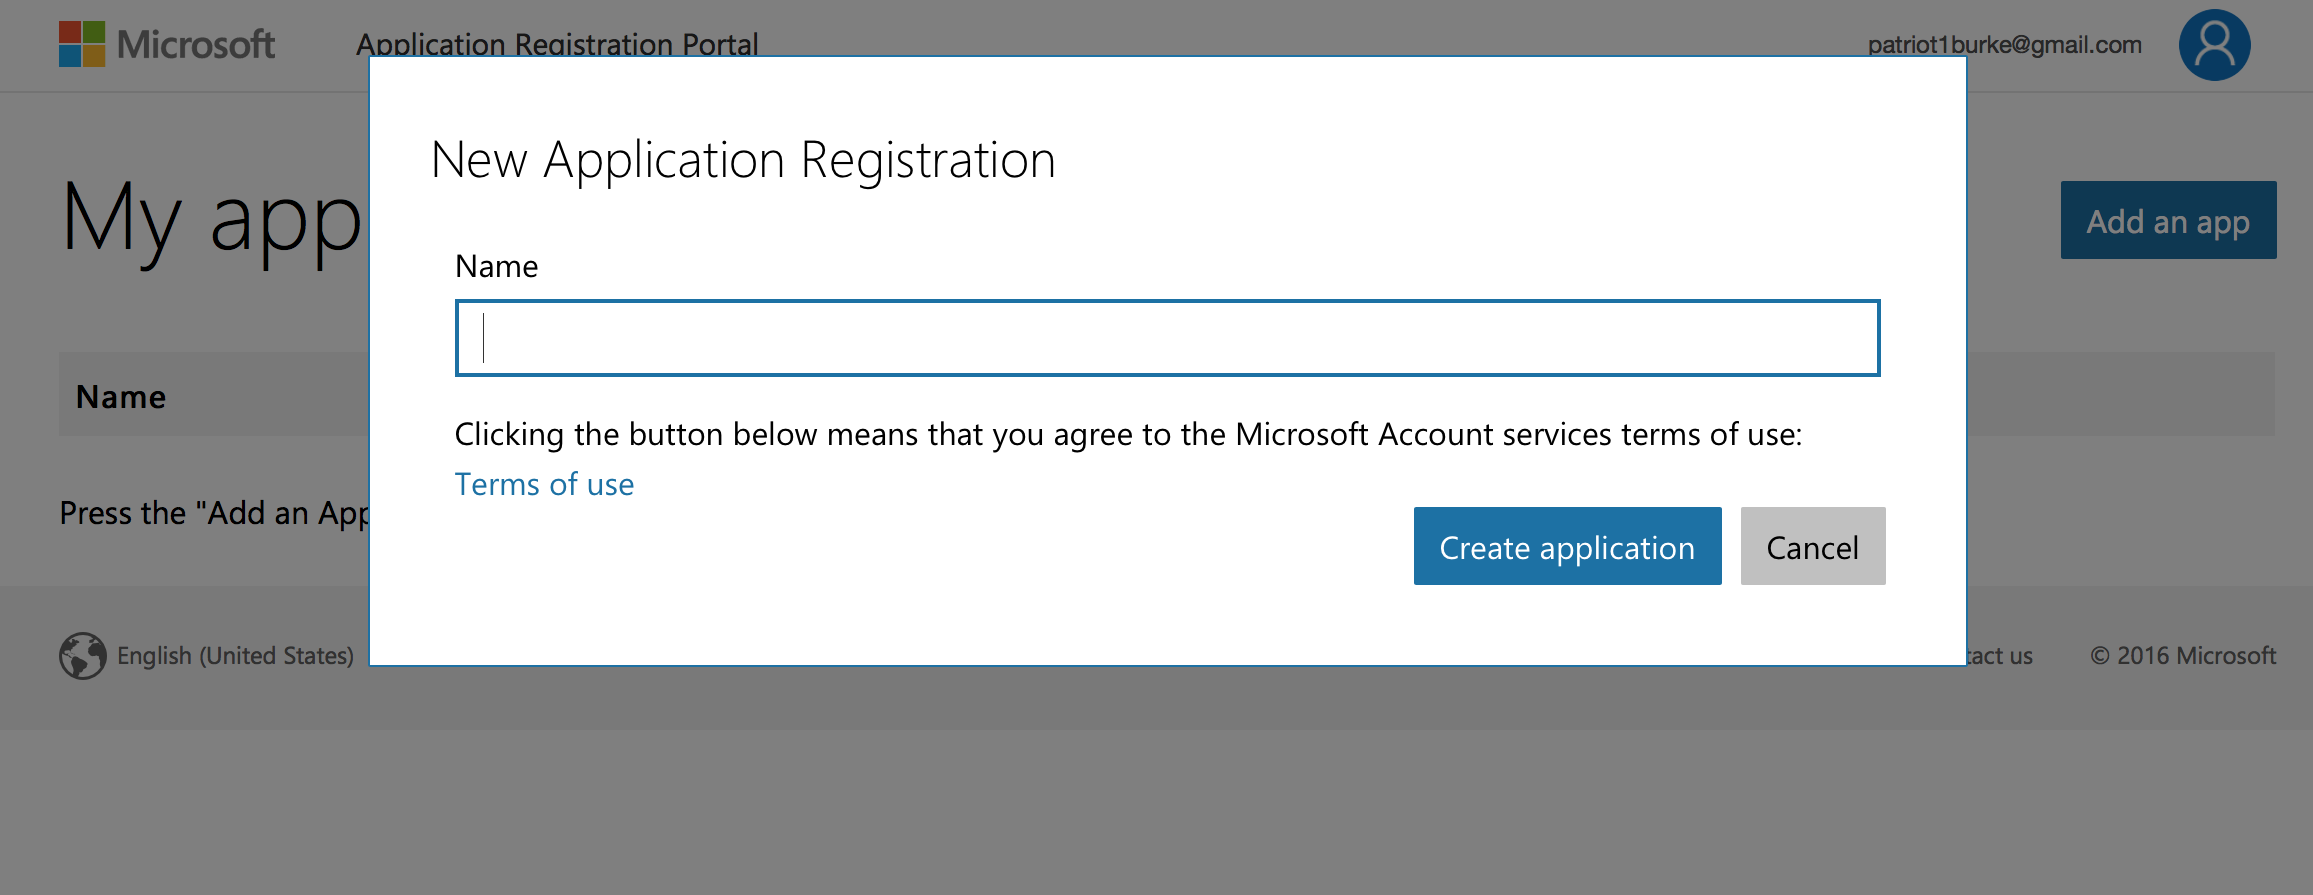 Microsoft
Application Registration Portal
patriot1burke@gmail.com
My app
Add an app
New Application Registration
Name
Name
Clicking the button below means that you agree to the Microsoft Account services terms of use:
Terms of use
Press the "Add an App
Create application
Cancel
English (United States)
tact us
© 2016 Microsoft